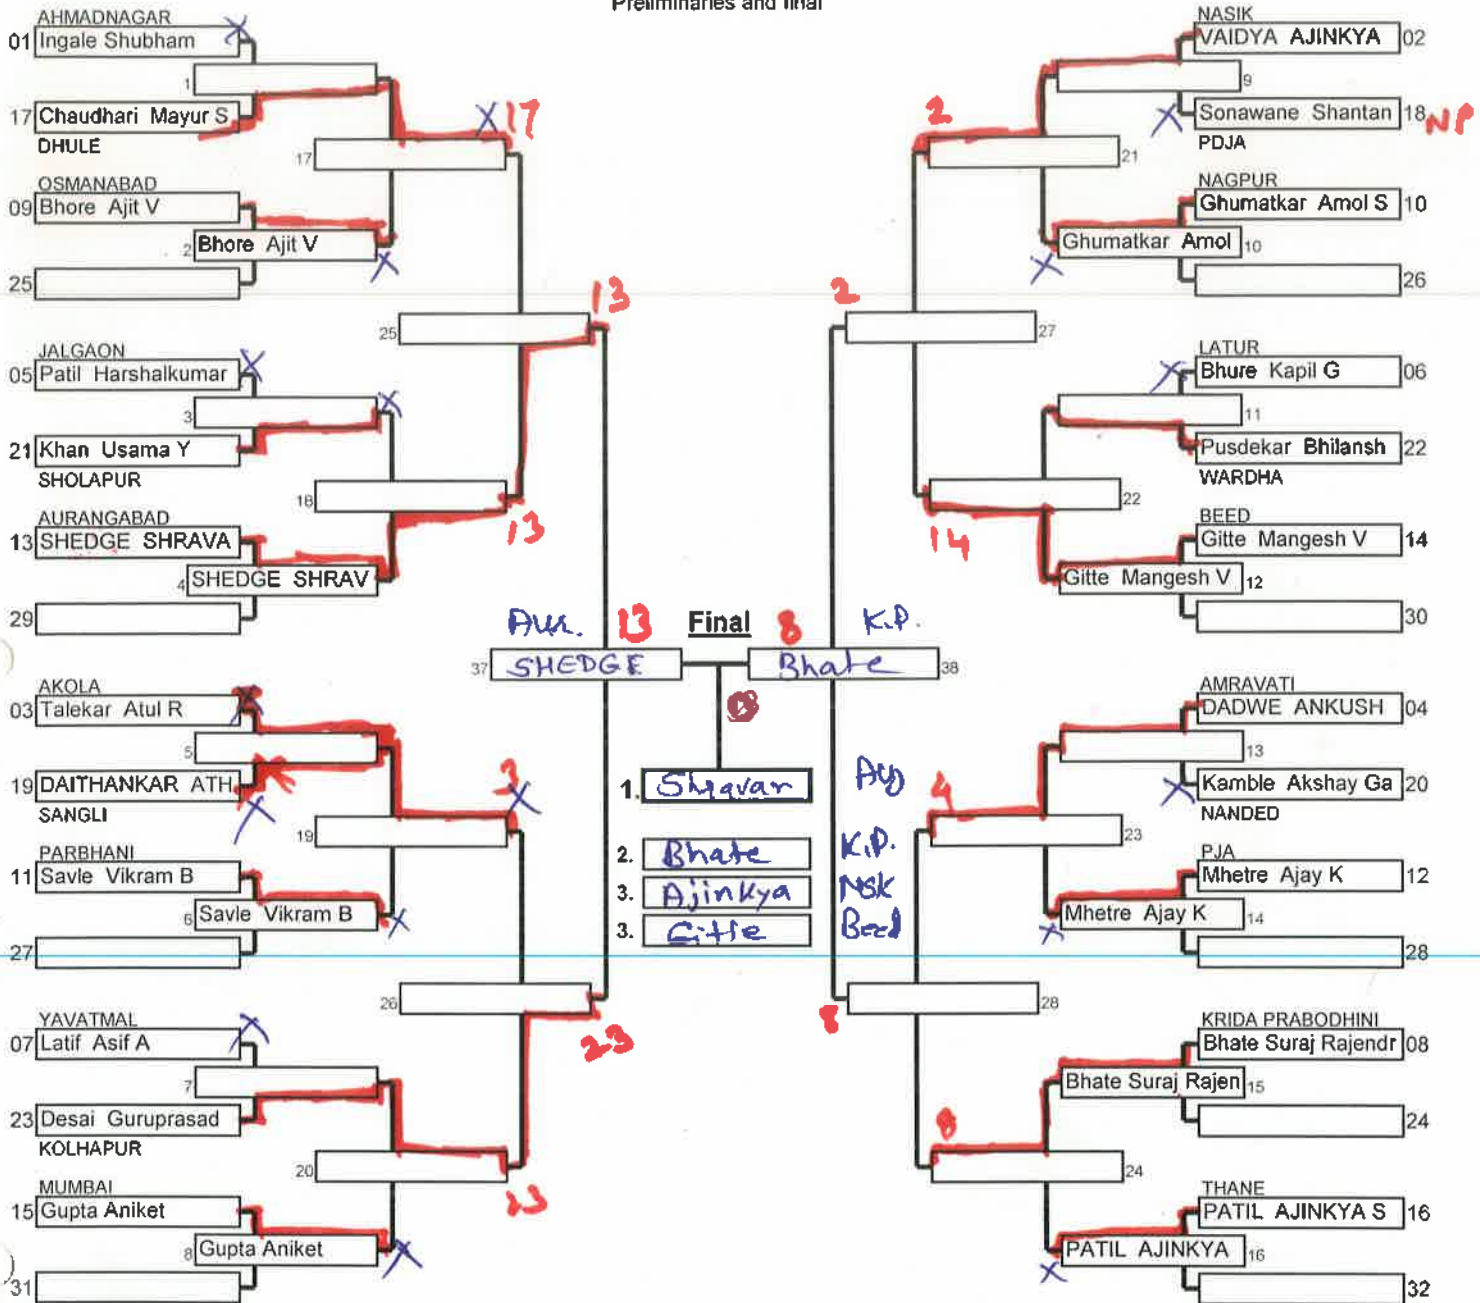 Preliminaries and final
AHMADNAGAR
01 Ingale Shubham
1
17 Chaudhari Mayur S
DHULE
17
17
OSMANABAD
09 Bhore Ajit V
2 Bhore Ajit V
25
25
13
JALGAON
05 Patil Harshalkumar
3
21 Khan Usama Y
SHOLAPUR
18
13
AURANGABAD
13 SHEDGE SHRAVA
4 SHEDGE SHRAV
29
Aur. 13
37 SHEDGE
AKOLA
03 Talekar Atul R
5
19 DAITHANKAR ATH
SANGLI
3
19
PARBHANI
11 Savle Vikram B
6 Savle Vikram B
27
26
23
YAVATMAL
07 Latif Asif A
7
23 Desai Guruprasad
KOLHAPUR
20
23
MUMBAI
15 Gupta Aniket
8 Gupta Aniket
31
Final
1. Shravan Aug
2. Bhate K.P.
3. Ajinkya NSK
3. Gitte Beed
NASIK
VAIDYA AJINKYA 02
9
Sonawane Shantan 18 NP
PDJA
2
21
NAGPUR
Ghumatkar Amol S 10
Ghumatkar Amol 10
26
2
27
LATUR
Bhure Kapil G 06
11
Pusdekar Bhilansh 22
WARDHA
22
14
BEED
Gitte Mangesh V 14
Gitte Mangesh V 12
30
8 K.P.
Bhate 38
AMRAVATI
DADWE ANKUSH 04
13
Kamble Akshay Ga 20
NANDED
4
23
PJA
Mhetre Ajay K 12
Mhetre Ajay K 14
28
28
8
KRIDA PRABODHINI
Bhate Suraj Rajendr 08
Bhate Suraj Rajen 15
24
8
24
THANE
PATIL AJINKYA S 16
PATIL AJINKYA 16
32